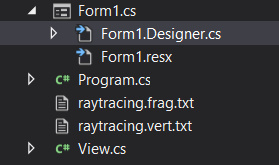 Form1.cs
Form1.Designer.cs
Form1.resx
C# Program.cs
raytracing.frag.txt
raytracing.vert.txt
C# View.cs